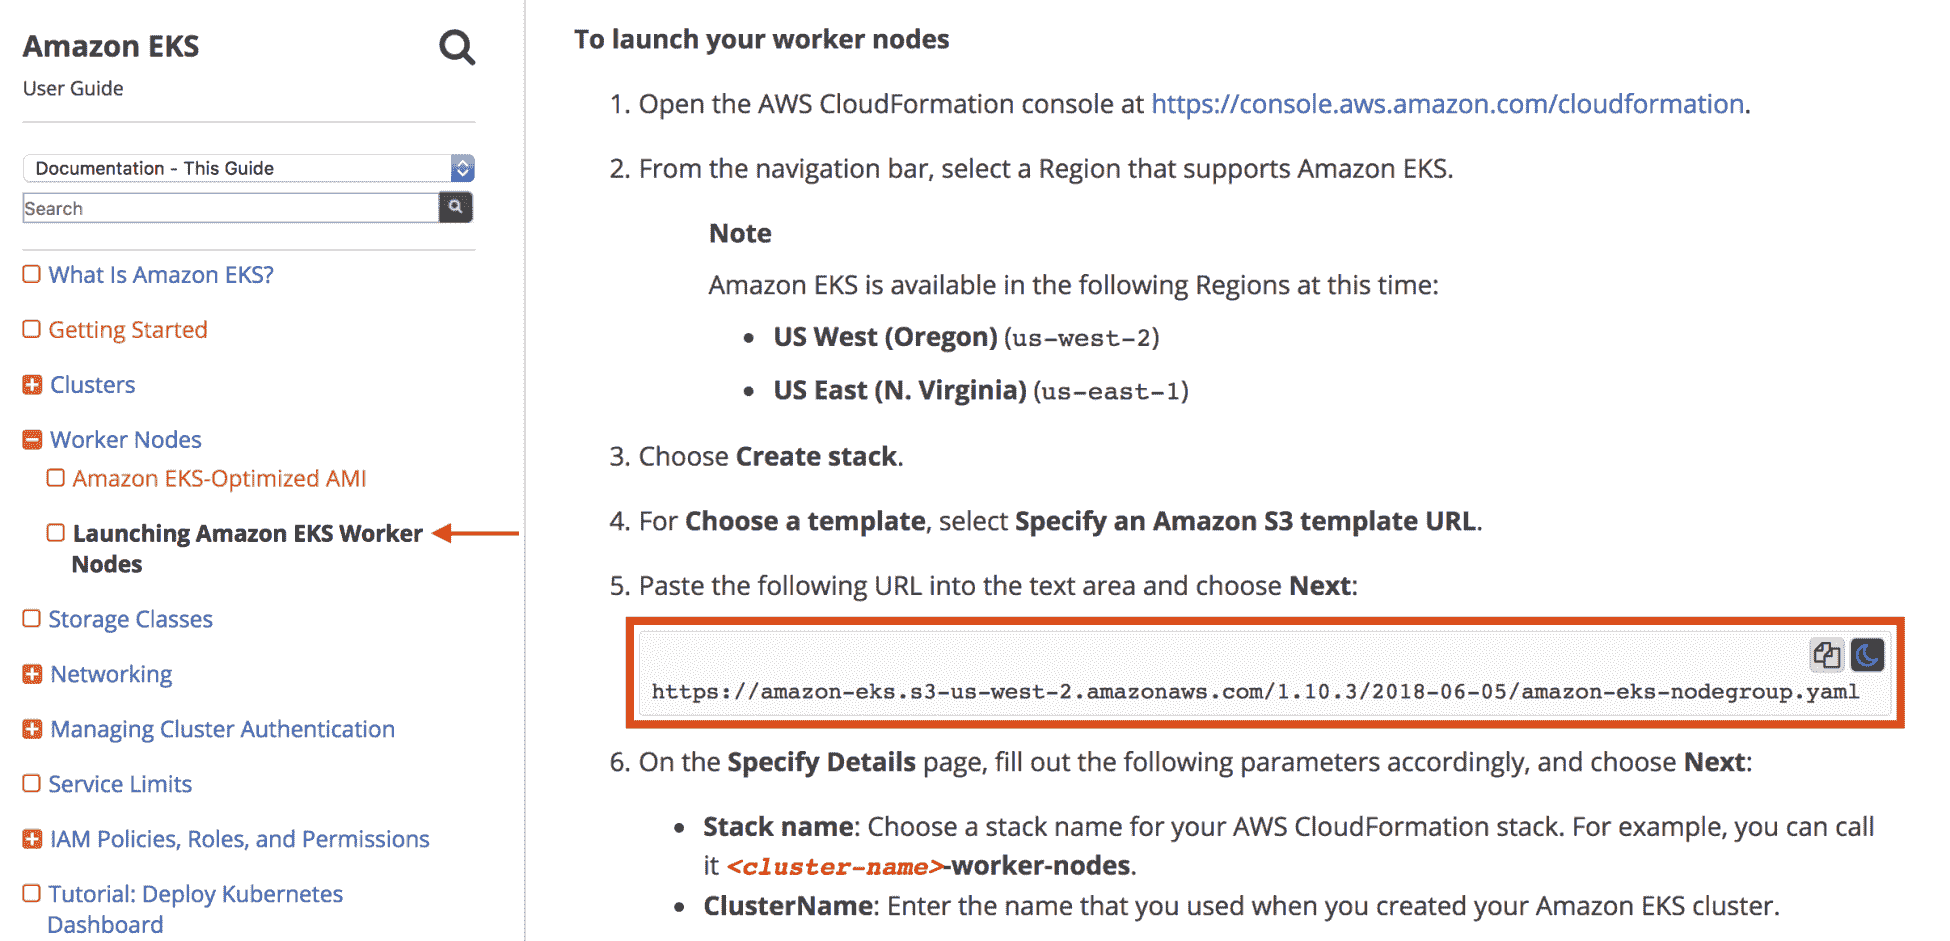 Amazon EKS
User Guide
Documentation - This Guide
Search
What Is Amazon EKS?
Getting Started
Clusters
Worker Nodes
Amazon EKS-Optimized AMI
Launching Amazon EKS Worker
Nodes
Storage Classes
Networking
Managing Cluster Authentication
Service Limits
IAM Policies, Roles, and Permissions
Tutorial: Deploy Kubernetes
Dashboard
To launch your worker nodes
1. Open the AWS CloudFormation console at https://console.aws.amazon.com/cloudformation.
2. From the navigation bar, select a Region that supports Amazon EKS.
Note
Amazon EKS is available in the following Regions at this time:
• US West (Oregon) (us-west-2)
• US East (N. Virginia) (us-east-1)
3. Choose Create stack.
4. For Choose a template, select Specify an Amazon S3 template URL.
5. Paste the following URL into the text area and choose Next:
https://amazon-eks.s3-us-west-2.amazonaws.com/1.10.3/2018-06-05/amazon-eks-nodegroup.yaml
6. On the Specify Details page, fill out the following parameters accordingly, and choose Next:
• Stack name: Choose a stack name for your AWS CloudFormation stack. For example, you can call
it <cluster-name>-worker-nodes.
• ClusterName: Enter the name that you used when you created your Amazon EKS cluster.